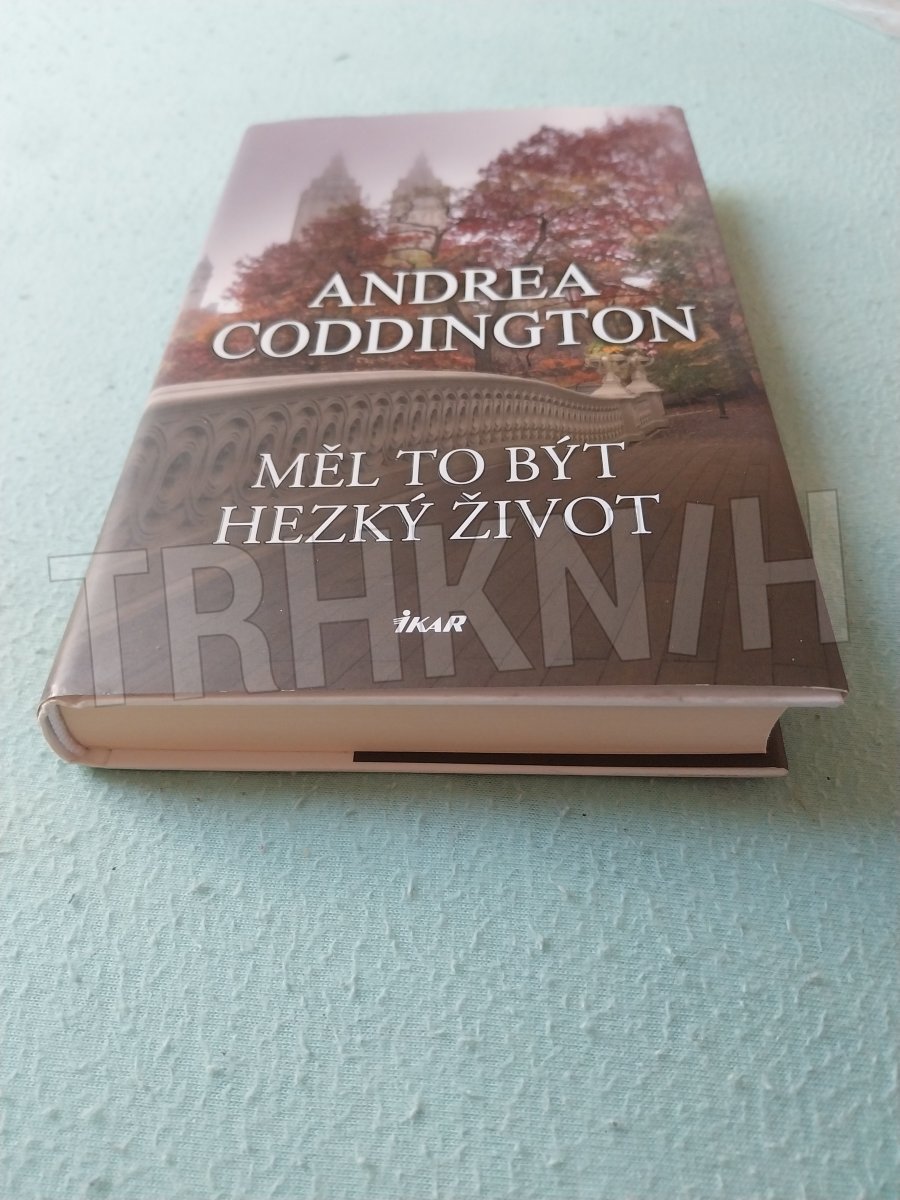 ANDREA
CODDINGTON
MĚL TO BÝT
HEZKÝ ŽIVOT
TRHKNIH
iKAR